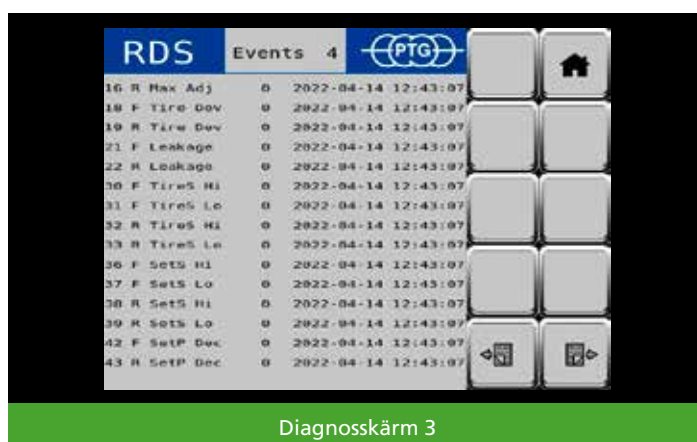 RDS Events 4 PTG
16 R Max Adj 0 2022-04-14 12:43:07
18 F Tire Dev 0 2022-04-14 12:43:07
19 R Tire Dev 0 2022-04-14 12:43:07
21 F Leakage 0 2022-04-14 12:43:07
22 R Leakage 0 2022-04-14 12:43:07
30 F TireS Hi 0 2022-04-14 12:43:07
31 F TireS Lo 0 2022-04-14 12:43:07
32 R TireS Hi 0 2022-04-14 12:43:07
33 R TireS Lo 0 2022-04-14 12:43:07
36 F SetS Hi 0 2022-04-14 12:43:07
37 F SetS Lo 0 2022-04-14 12:43:07
38 R SetS Hi 0 2022-04-14 12:43:07
39 R SetS Lo 0 2022-04-14 12:43:07
42 F SetP Dec 0 2022-04-14 12:43:07
43 R SetP Dec 0 2022-04-14 12:43:07
Diagnosskärm 3